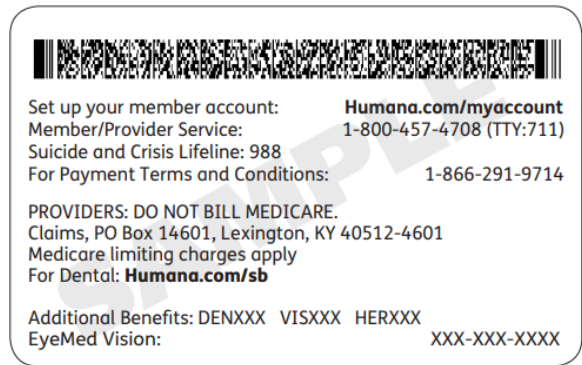 Set up your member account: Humana.com/myaccount
Member/Provider Service: 1-800-457-4708 (TTY:711)
Suicide and Crisis Lifeline: 988
For Payment Terms and Conditions: 1-866-291-9714
PROVIDERS: DO NOT BILL MEDICARE.
Claims, PO Box 14601, Lexington, KY 40512-4601
Medicare limiting charges apply
For Dental: Humana.com/sb
Additional Benefits: DENXXX VISXXX HERXXX
EyeMed Vision: XXX-XXX-XXXX
SAMPLE